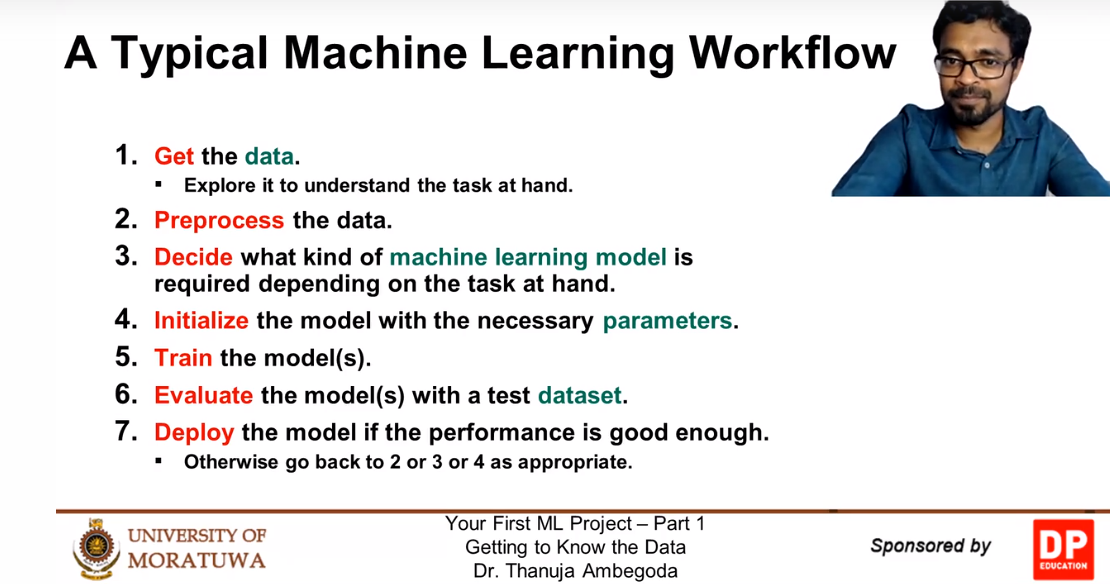 A Typical Machine Learning Workflow
1. Get the data.
▪ Explore it to understand the task at hand.
2. Preprocess the data.
3. Decide what kind of machine learning model is
required depending on the task at hand.
4. Initialize the model with the necessary parameters.
5. Train the model(s).
6. Evaluate the model(s) with a test dataset.
7. Deploy the model if the performance is good enough.
▪ Otherwise go back to 2 or 3 or 4 as appropriate.
UNIVERSITY OF
MORATUWA
Your First ML Project – Part 1
Getting to Know the Data
Dr. Thanuja Ambegoda
Sponsored by
DP
EDUCATION